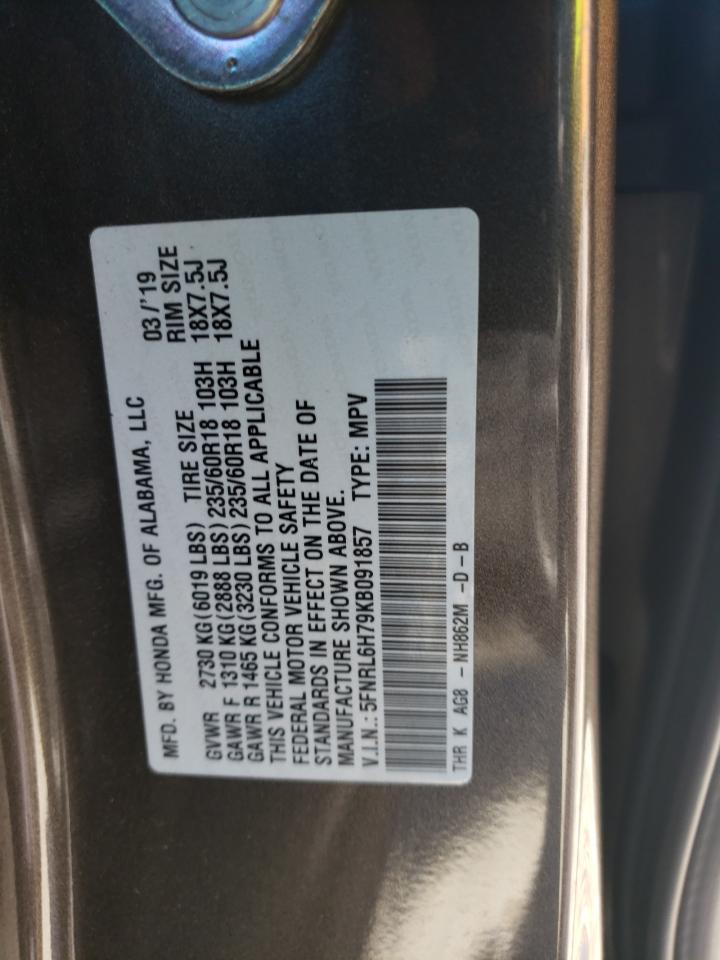 MFD. BY HONDA MFG. OF ALABAMA, LLC 03/'19
GVWR 2730 KG(6019 LBS) TIRE SIZE RIM SIZE
GAWR F 1310 KG(2888 LBS)235/60R18 103H 18X7.5J
GAWR R 1465 KG(3230 LBS)235/60R18 103H 18X7.5J
THIS VEHICLE CONFORMS TO ALL APPLICABLE
FEDERAL MOTOR VEHICLE SAFETY
STANDARDS IN EFFECT ON THE DATE OF
MANUFACTURE SHOWN ABOVE.
V.I.N.: 5FNRL6H79KB091857 TYPE: MPV
THR K AG8 - NH862M -D-B